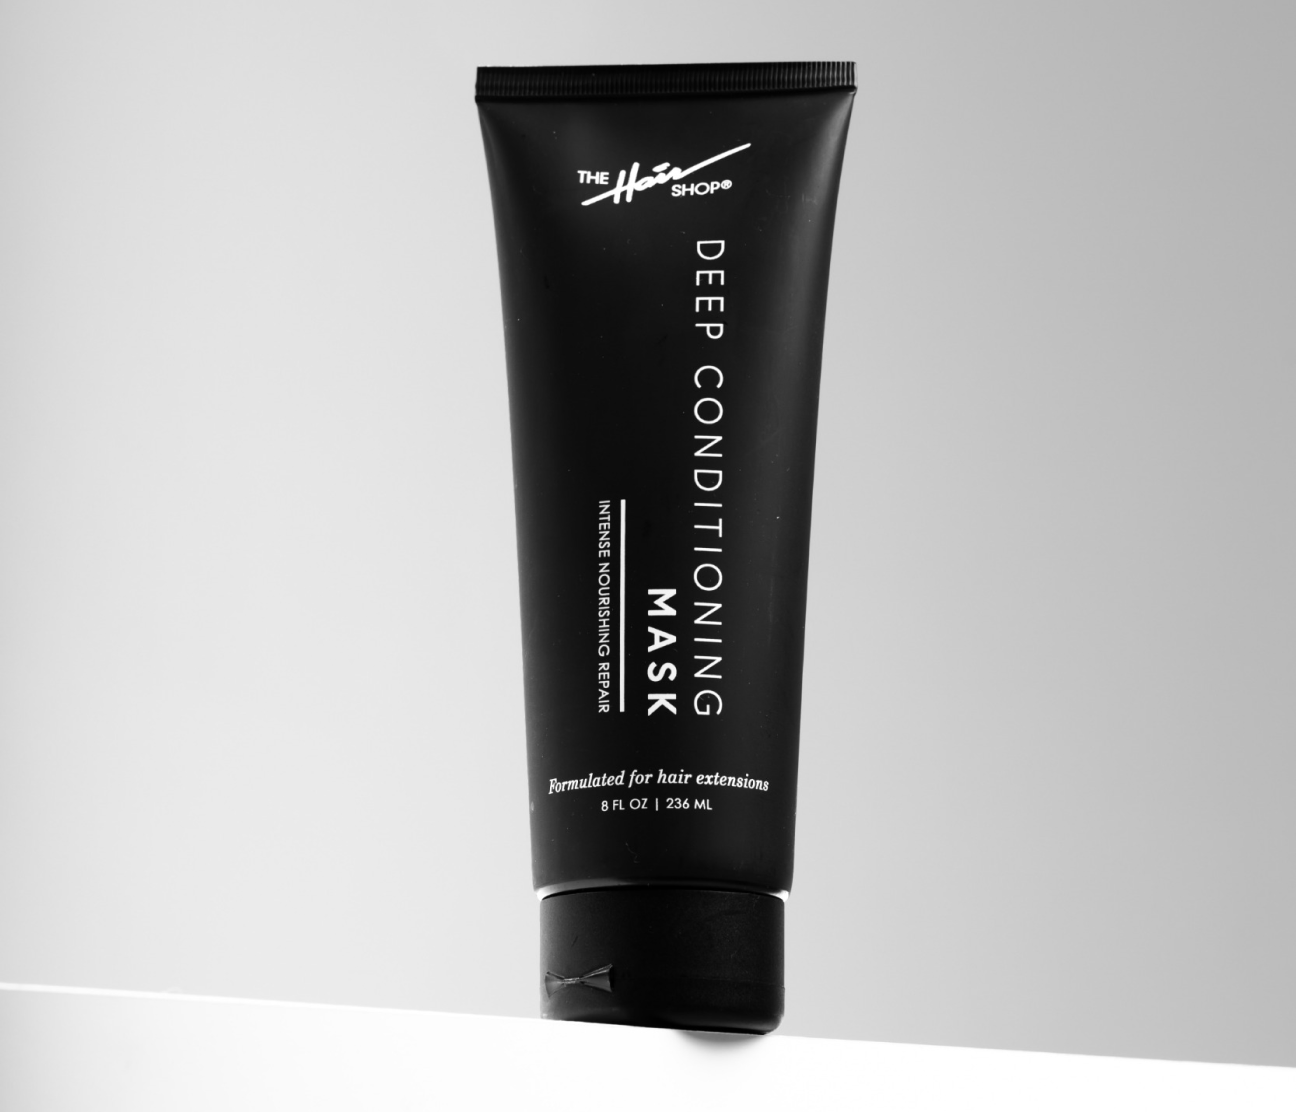 THE Hair SHOP®
DEEP CONDITIONING
MASK
INTENSE NOURISHING REPAIR
Formulated for hair extensions
8 FL OZ | 236 ML